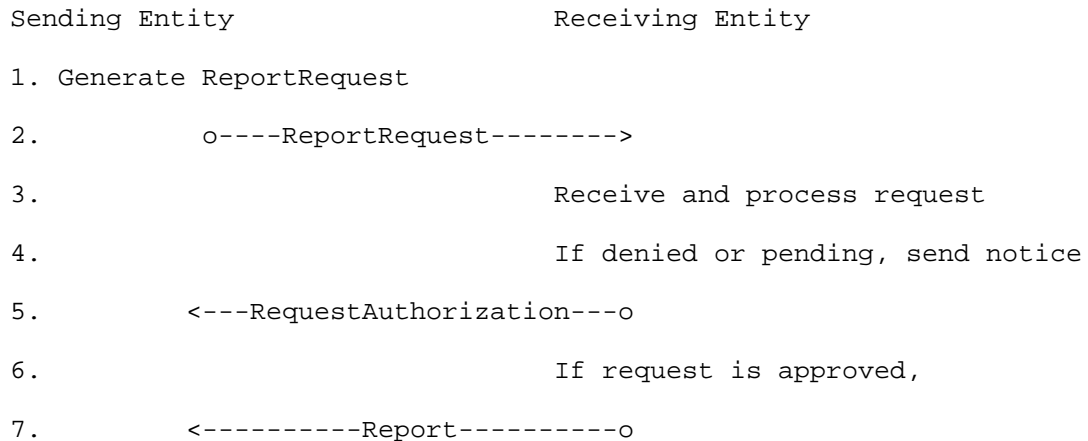 Sending Entity                    Receiving Entity
1. Generate ReportRequest
2.          o----ReportRequest-------->
3.                                Receive and process request
4.                                If denied or pending, send notice
5.         <---RequestAuthorization---o
6.                                If request is approved,
7.         <----------Report----------o